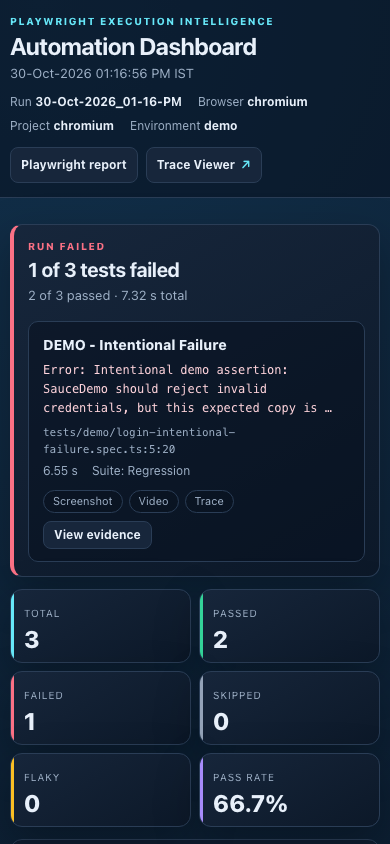 PLAYWRIGHT EXECUTION INTELLIGENCE
Automation Dashboard
30-Oct-2026 01:16:56 PM IST
Run 30-Oct-2026_01-16-PM Browser chromium
Project chromium Environment demo
Playwright report Trace Viewer ↗
RUN FAILED
1 of 3 tests failed
2 of 3 passed · 7.32 s total
DEMO - Intentional Failure
Error: Intentional demo assertion:
SauceDemo should reject invalid
credentials, but this expected copy is …
tests/demo/login-intentional-
failure.spec.ts:5:20
6.55 s Suite: Regression
Screenshot Video Trace
View evidence
TOTAL PASSED
3 2
FAILED SKIPPED
1 0
FLAKY PASS RATE
0 66.7%